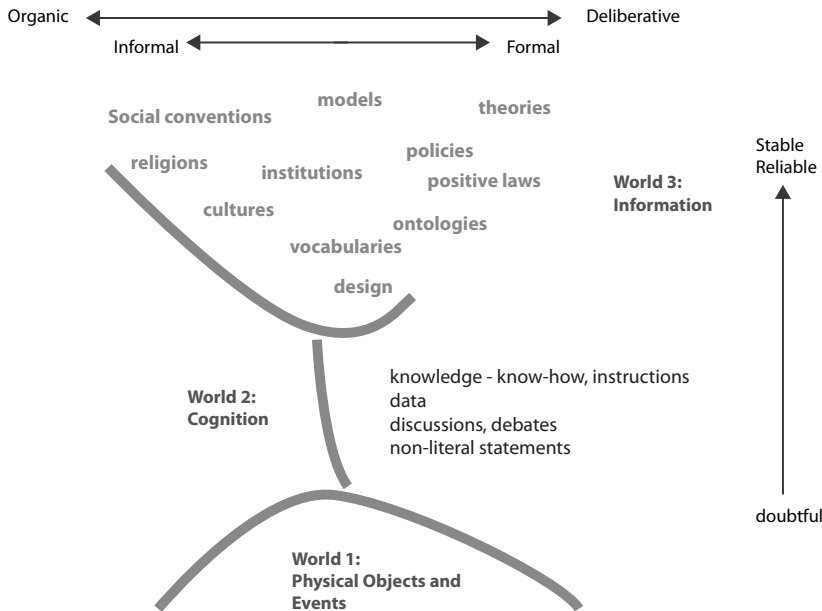 Organic
Deliberative
Informal
Formal
models
theories
Social conventions
policies
religions
institutions
positive laws
cultures
ontologies
vocabularies
design
World 3:
Information
Stable
Reliable
World 2:
Cognition
knowledge - know-how, instructions
data
discussions, debates
non-literal statements
doubtful
World 1:
Physical Objects and
Events